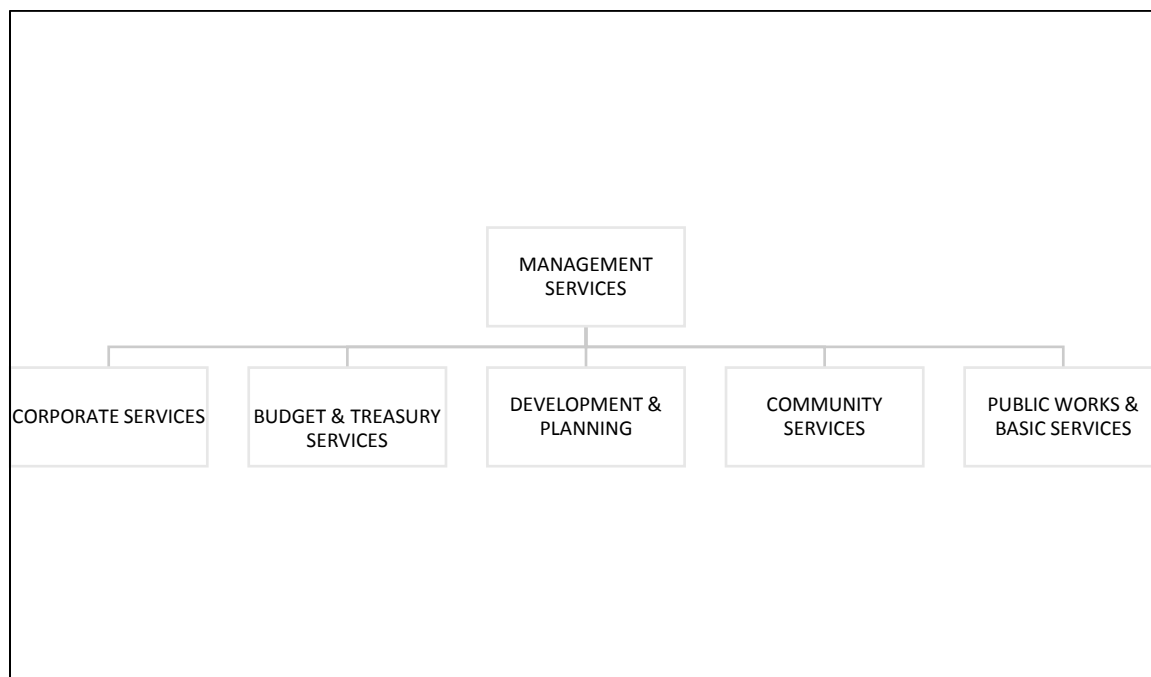 MANAGEMENT
SERVICES
CORPORATE SERVICES
BUDGET & TREASURY
SERVICES
DEVELOPMENT &
PLANNING
COMMUNITY
SERVICES
PUBLIC WORKS &
BASIC SERVICES